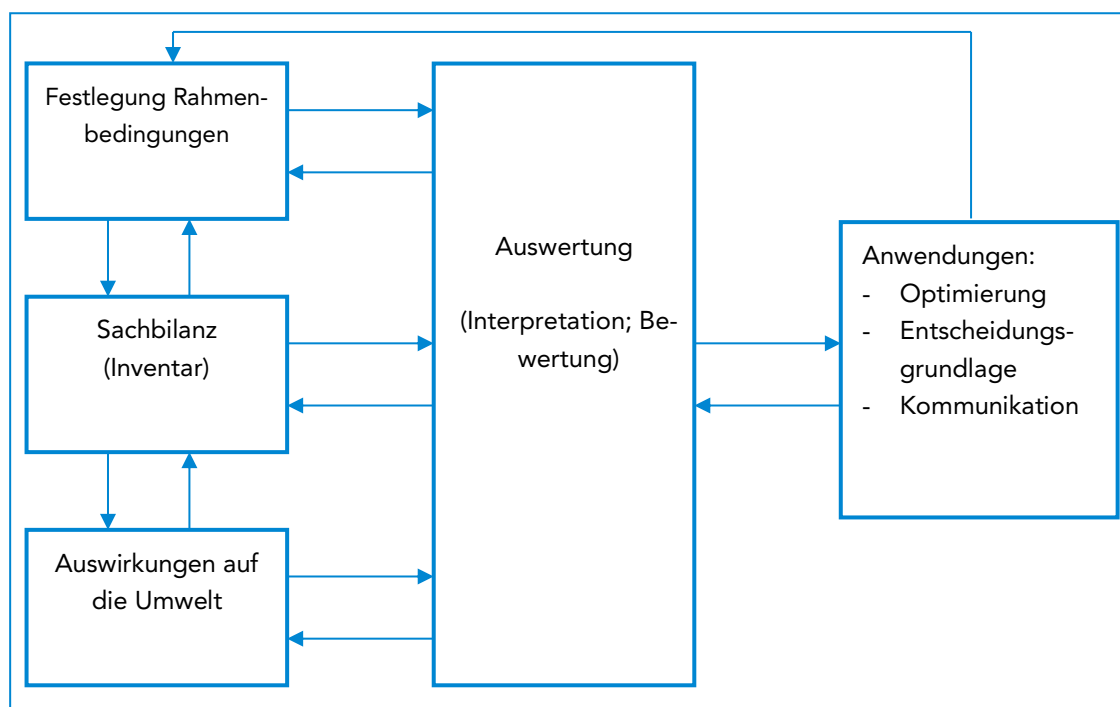 Festlegung Rahmen-
bedingungen
Sachbilanz
(Inventar)
Auswirkungen auf
die Umwelt
Auswertung
(Interpretation; Be-
wertung)
Anwendungen:
- Optimierung
- Entscheidungs-
grundlage
- Kommunikation